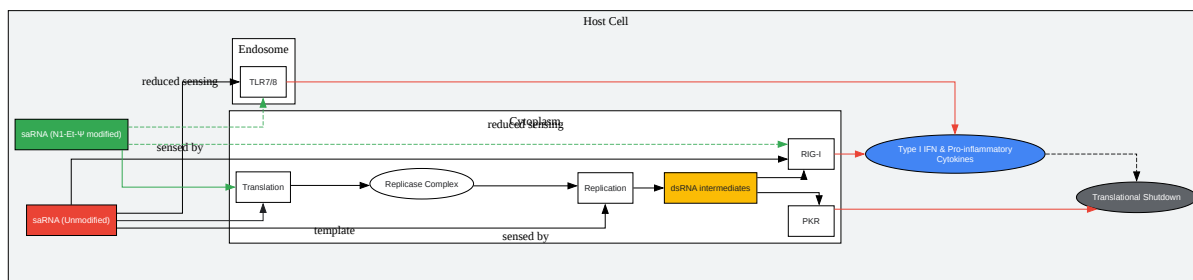 Host Cell
Endosome
reduced sensing
TLR7/8
Cytoplasm
reduced sensing
saRNA (N1-Et-Ψ modified)
sensed by
RIG-I
Type I IFN & Pro-inflammatory
Cytokines
Translation
Replicase Complex
Replication
dsRNA intermediates
Translational Shutdown
saRNA (Unmodified)
PKR
template
sensed by